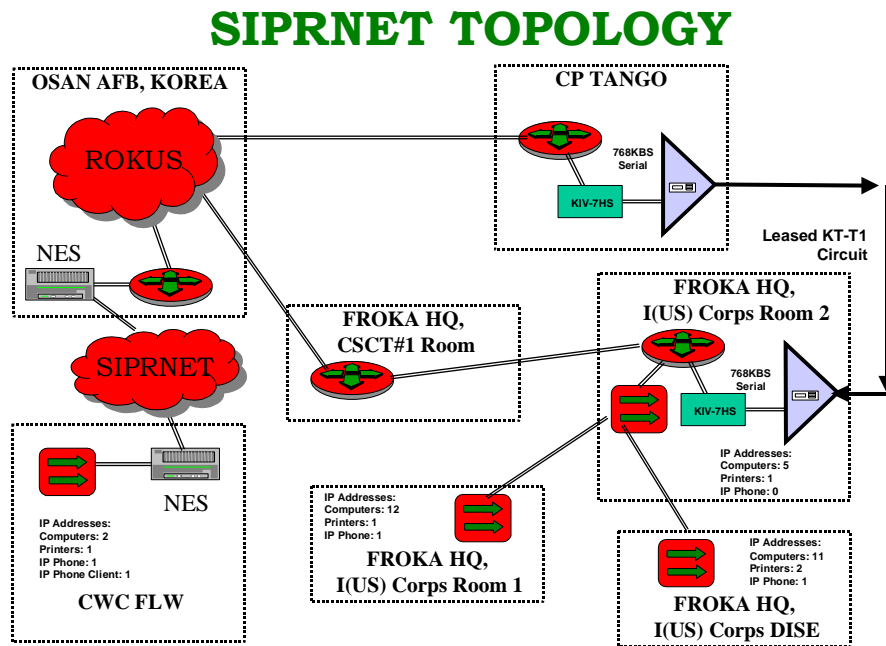 SIPRNET TOPOLOGY
OSAN AFB, KOREA
ROKUS
NES
SIPRNET
NES
IP Addresses:
Computers: 2
Printers: 1
IP Phone: 1
IP Phone Client: 1
CWC FLW
CP TANGO
768KBS
Serial
KIV-7HS
Leased KT-T1
Circuit
FROKA HQ,
CSCT#1 Room
FROKA HQ,
I(US) Corps Room 2
768KBS
Serial
KIV-7HS
IP Addresses:
Computers: 5
Printers: 1
IP Phone: 0
IP Addresses:
Computers: 12
Printers: 1
IP Phone: 1
FROKA HQ,
I(US) Corps Room 1
IP Addresses:
Computers: 11
Printers: 2
IP Phone: 1
FROKA HQ,
I(US) Corps DISE